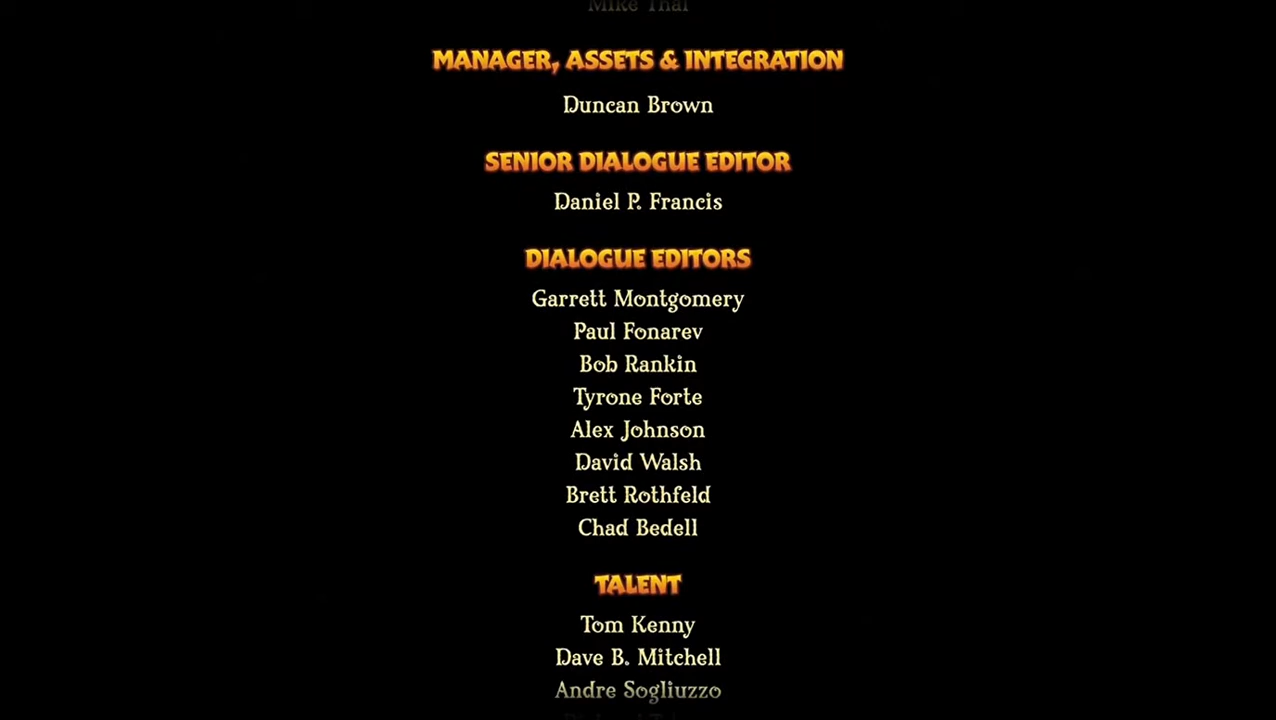 MANAGER, ASSETS & INTEGRATION
Duncan Brown
SENIOR DIALOGUE EDITOR
Daniel P. Francis
DIALOGUE EDITORS
Garrett Montgomery
Paul Fonarev
Bob Rankin
Tyrone Forte
Alex Johnson
David Walsh
Brett Rothfeld
Chad Bedell
TALENT
Tom Kenny
Dave B. Mitchell
Andre Sogliuzzo